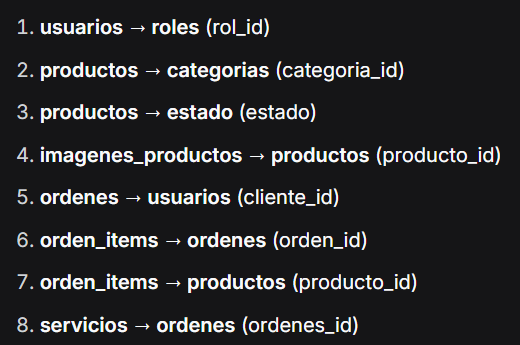 1. usuarios → roles (rol_id)
2. productos → categorias (categoria_id)
3. productos → estado (estado)
4. imagenes_productos → productos (producto_id)
5. ordenes → usuarios (cliente_id)
6. orden_items → ordenes (orden_id)
7. orden_items → productos (producto_id)
8. servicios → ordenes (ordenes_id)